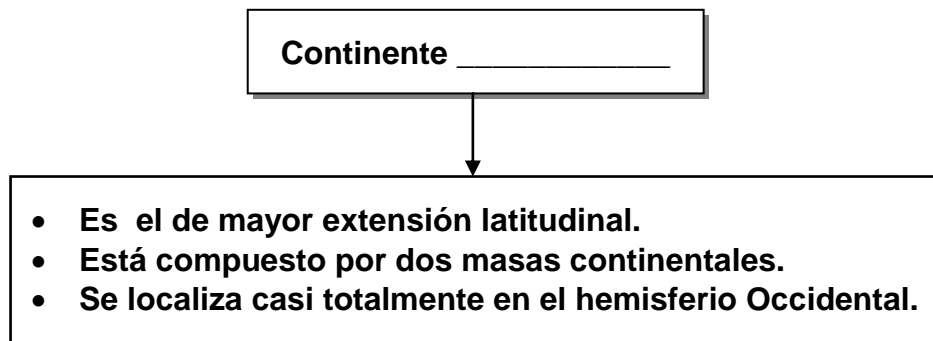 Continente ____________
• Es el de mayor extensión latitudinal.
• Está compuesto por dos masas continentales.
• Se localiza casi totalmente en el hemisferio Occidental.